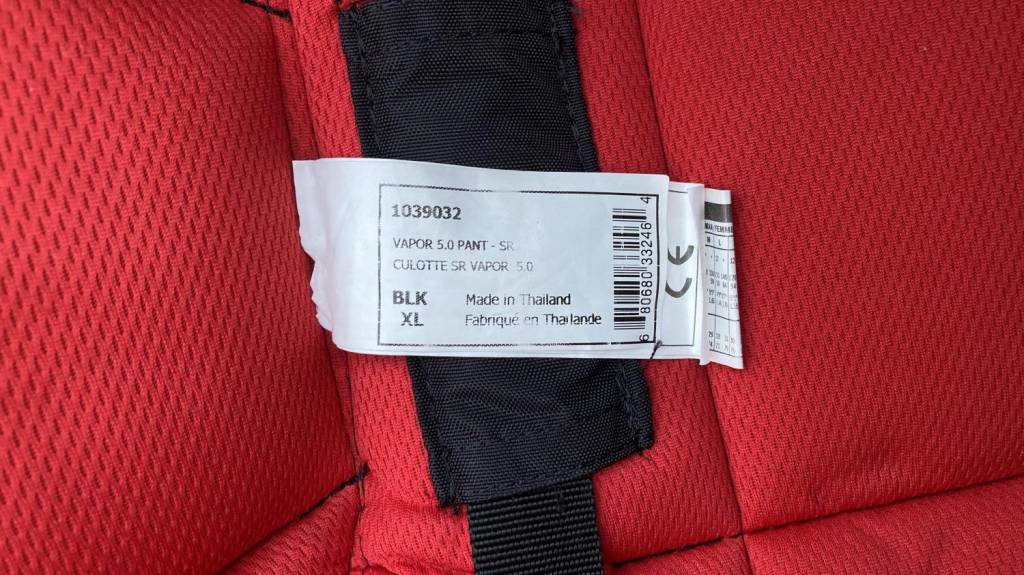 1039032
VAPOR 5.0 PANT - SR
CULOTTE SR VAPOR 5.0
BLK Made in Thailand
XL Fabriqué en Thaïlande
6 80680 33246 4
CE
M L